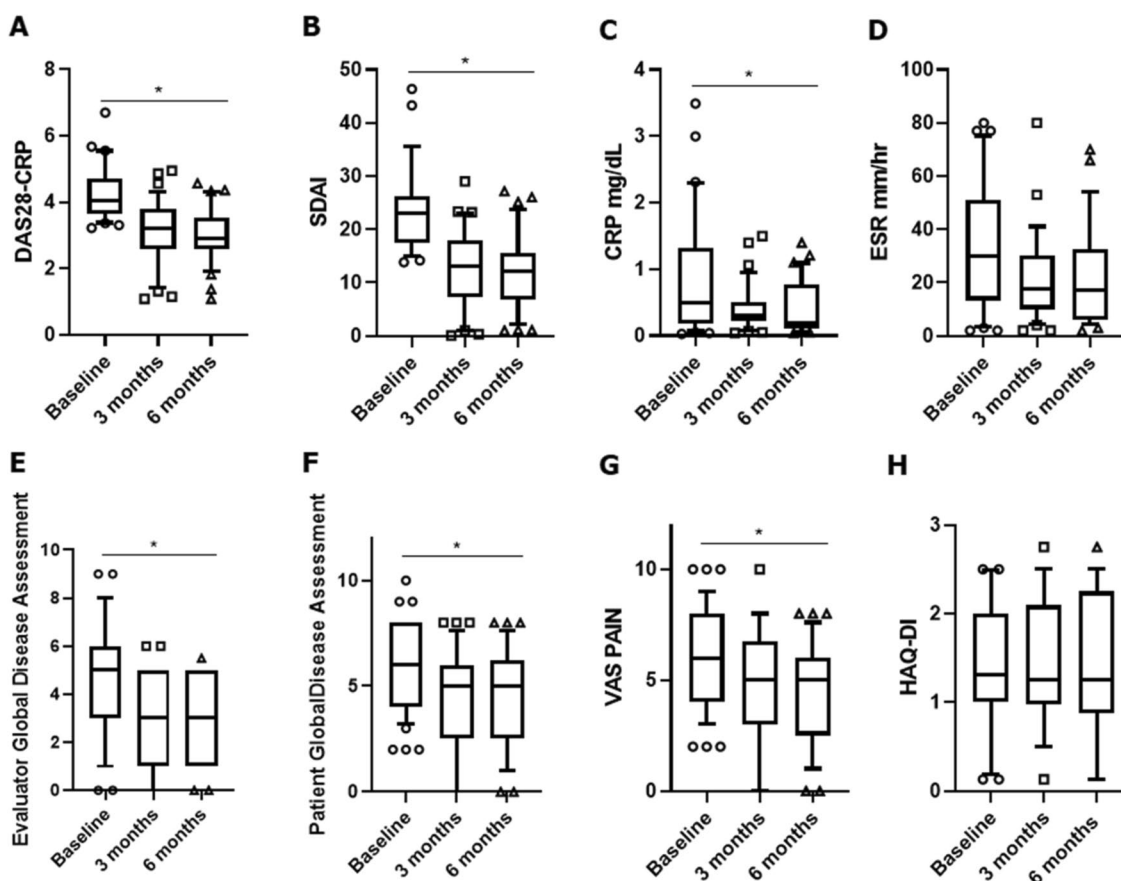 A
DAS28-CRP
8
6
4
2
0
*
Baseline
3 months
6 months
B
SDAI
50
40
30
20
10
0
*
Baseline
3 months
6 months
C
CRP mg/dL
4
3
2
1
0
*
Baseline
3 months
6 months
D
ESR mm/hr
100
80
60
40
20
0
Baseline
3 months
6 months
E
Evaluator Global Disease Assessment
10
8
6
4
2
0
*
Baseline
3 months
6 months
F
Patient GlobalDisease Assessment
10
5
0
*
Baseline
3 months
6 months
G
VAS PAIN
10
5
0
*
Baseline
3 months
6 months
H
HAQ-DI
3
2
1
0
Baseline
3 months
6 months